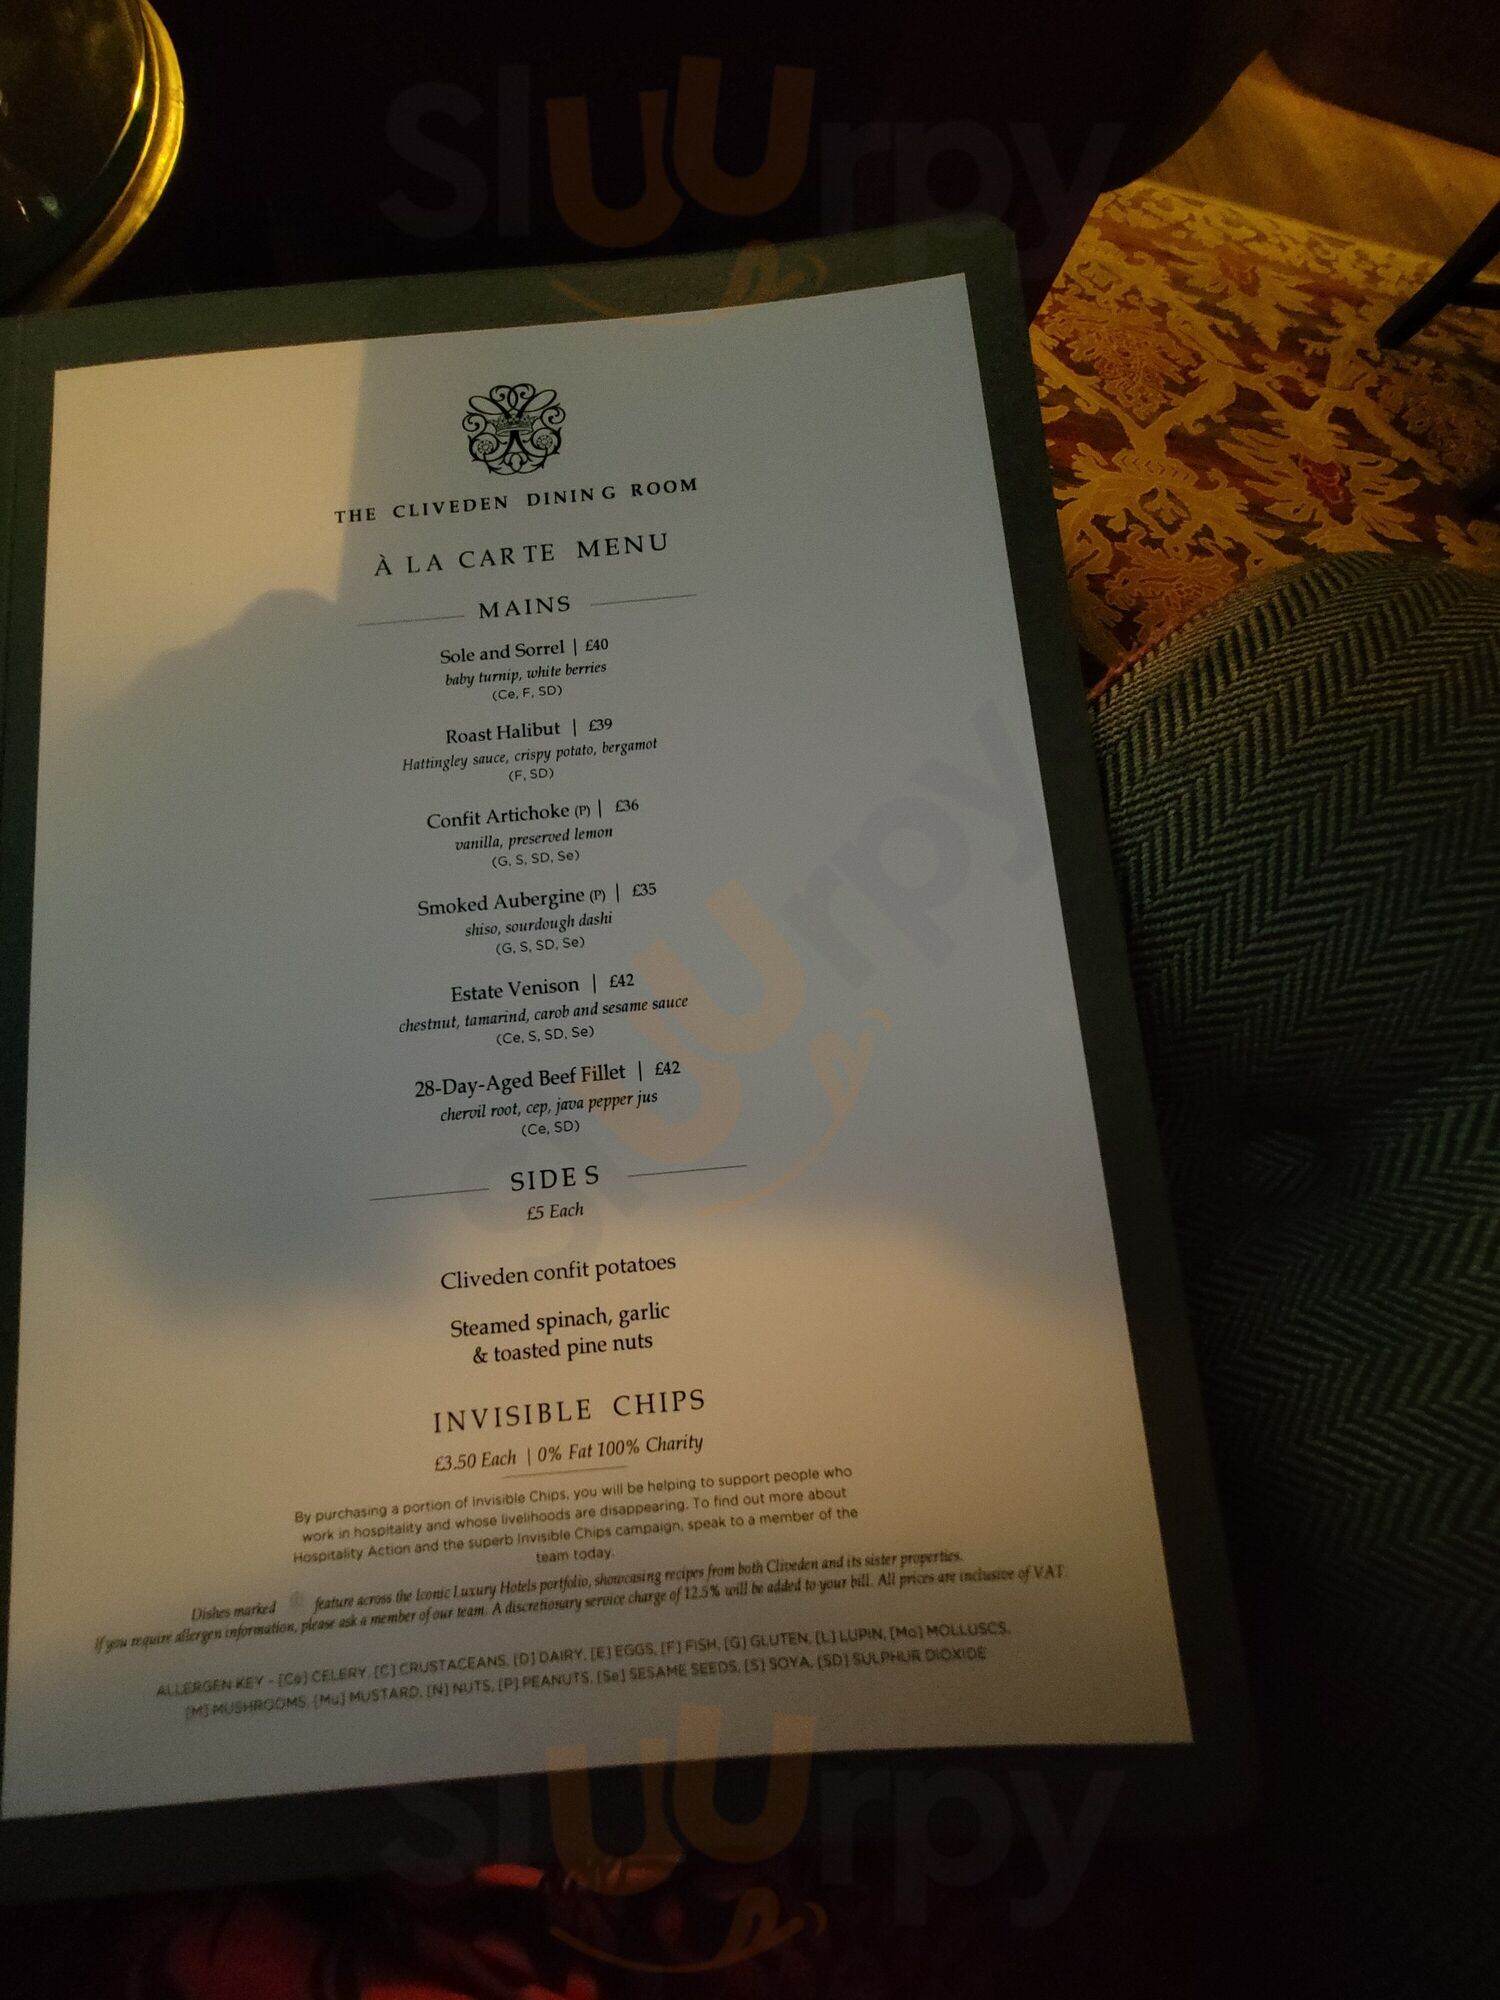 THE CLIVEDEN DINING ROOM
À LA CARTE MENU
MAINS
Sole and Sorrel | £40
baby turnip, white berries
(Ce, F, SD)
Roast Halibut | £39
Hattingley sauce, crispy potato, bergamot
(F, SD)
Confit Artichoke (P) | £36
vanilla, preserved lemon
(G, S, SD, Se)
Smoked Aubergine (P) | £35
shiso, sourdough dashi
(G, S, SD, Se)
Estate Venison | £42
chestnut, tamarind, carob and sesame sauce
(Ce, S, SD, Se)
28-Day-Aged Beef Fillet | £42
chervil root, cep, java pepper jus
(Ce, SD)
SIDES
£5 Each
Cliveden confit potatoes
Steamed spinach, garlic
& toasted pine nuts
INVISIBLE CHIPS
£3.50 Each | 0% Fat 100% Charity
By purchasing a portion of Invisible Chips, you will be helping to support people who
work in hospitality and whose livelihoods are disappearing. To find out more about
Hospitality Action and the superb Invisible Chips campaign, speak to a member of the
team today.
Dishes marked feature across the Iconic Luxury Hotels portfolio, showcasing recipes from both Cliveden and its sister properties.
If you require allergen information, please ask a member of our team. A discretionary service charge of 12.5% will be added to your bill. All prices are inclusive of VAT.
ALLERGEN KEY - [Ce] CELERY, [C] CRUSTACEANS, [D] DAIRY, [E] EGGS, [F] FISH, [G] GLUTEN, [L] LUPIN, [Mo] MOLLUSCS,
[M] MUSHROOMS, [Mu] MUSTARD, [N] NUTS, [P] PEANUTS, [Se] SESAME SEEDS, [S] SOYA, [SD] SULPHUR DIOXIDE
sluurpy
sluurpy
sluurpy